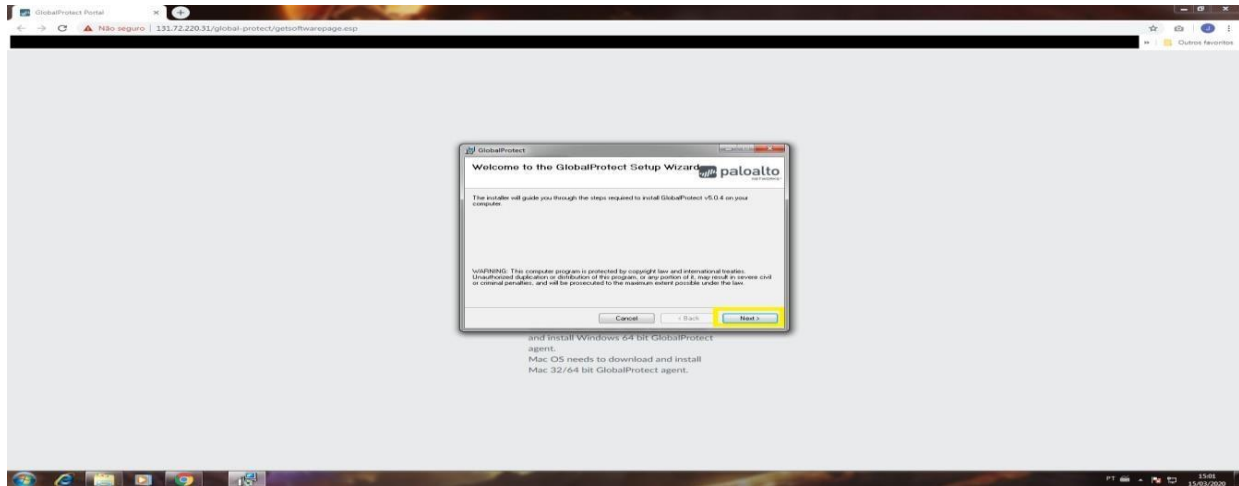 GlobalProtect Portal
Não seguro | 131.72.220.31/global-protect/getsoftwarepage.esp
» Outros favoritos
GlobalProtect
Welcome to the GlobalProtect Setup Wizard
paloalto
NETWORKS
The installer will guide you through the steps required to install GlobalProtect v5.0.4 on your
computer.
WARNING: This computer program is protected by copyright law and international treaties.
Unauthorized duplication or distribution of this program, or any portion of it, may result in severe civil
or criminal penalties, and will be prosecuted to the maximum extent possible under the law.
Cancel < Back Next >
and install Windows 64 bit GlobalProtect
agent.
Mac OS needs to download and install
Mac 32/64 bit GlobalProtect agent.
PT 15:01
15/03/2020